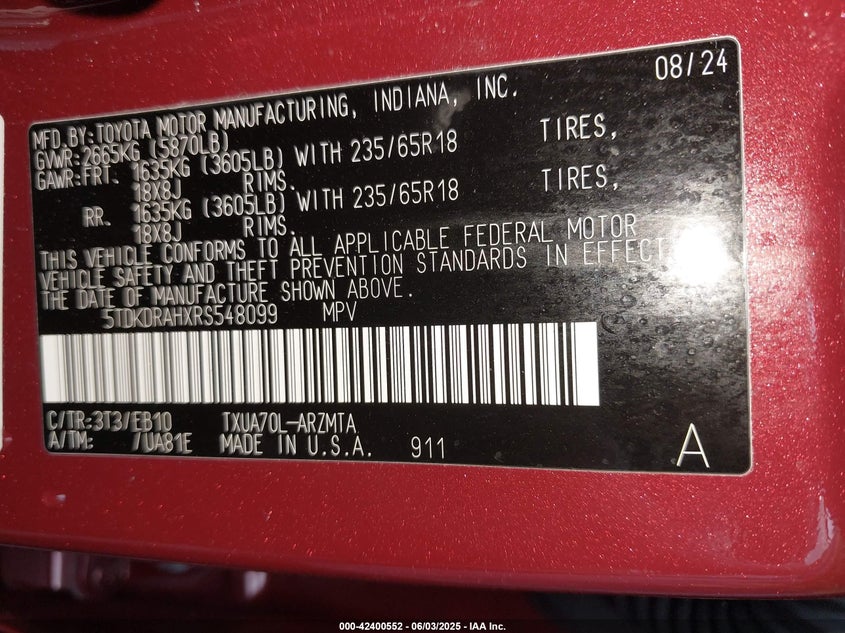 08/24
MFD.BY:TOYOTA MOTOR MANUFACTURING, INDIANA, INC.
GVWR:2665KG (5870LB)
GAWR:FRT. 1635KG (3605LB) WITH 235/65R18 TIRES,
18X8J RIMS.
RR. 1635KG (3605LB) WITH 235/65R18 TIRES,
18X8J RIMS.
THIS VEHICLE CONFORMS TO ALL APPLICABLE FEDERAL MOTOR
VEHICLE SAFETY AND THEFT PREVENTION STANDARDS IN EFFECT
THE DATE OF MANUFACTURE SHOWN ABOVE.
5TDKDRAHXRS548099 MPV
C/TR:3T3/EB10 TXUA70L-ARZMTA
A/TM: /UA81E MADE IN U.S.A. 911
A
000-42400552 - 06/03/2025 - IAA Inc.